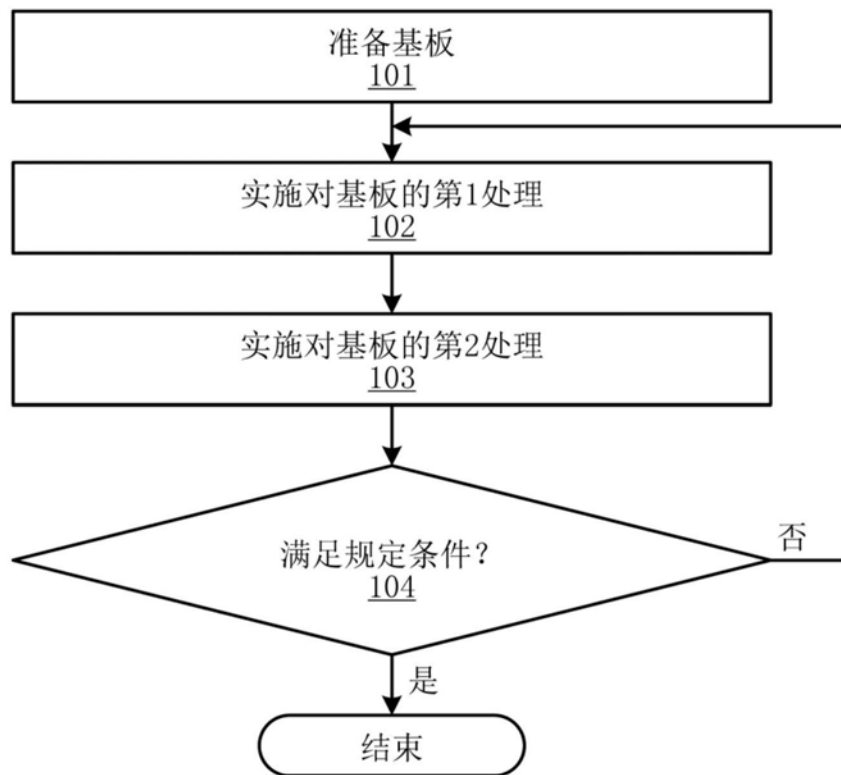 准备基板
101
实施对基板的第1处理
102
实施对基板的第2处理
103
满足规定条件?
104
否
是
结束